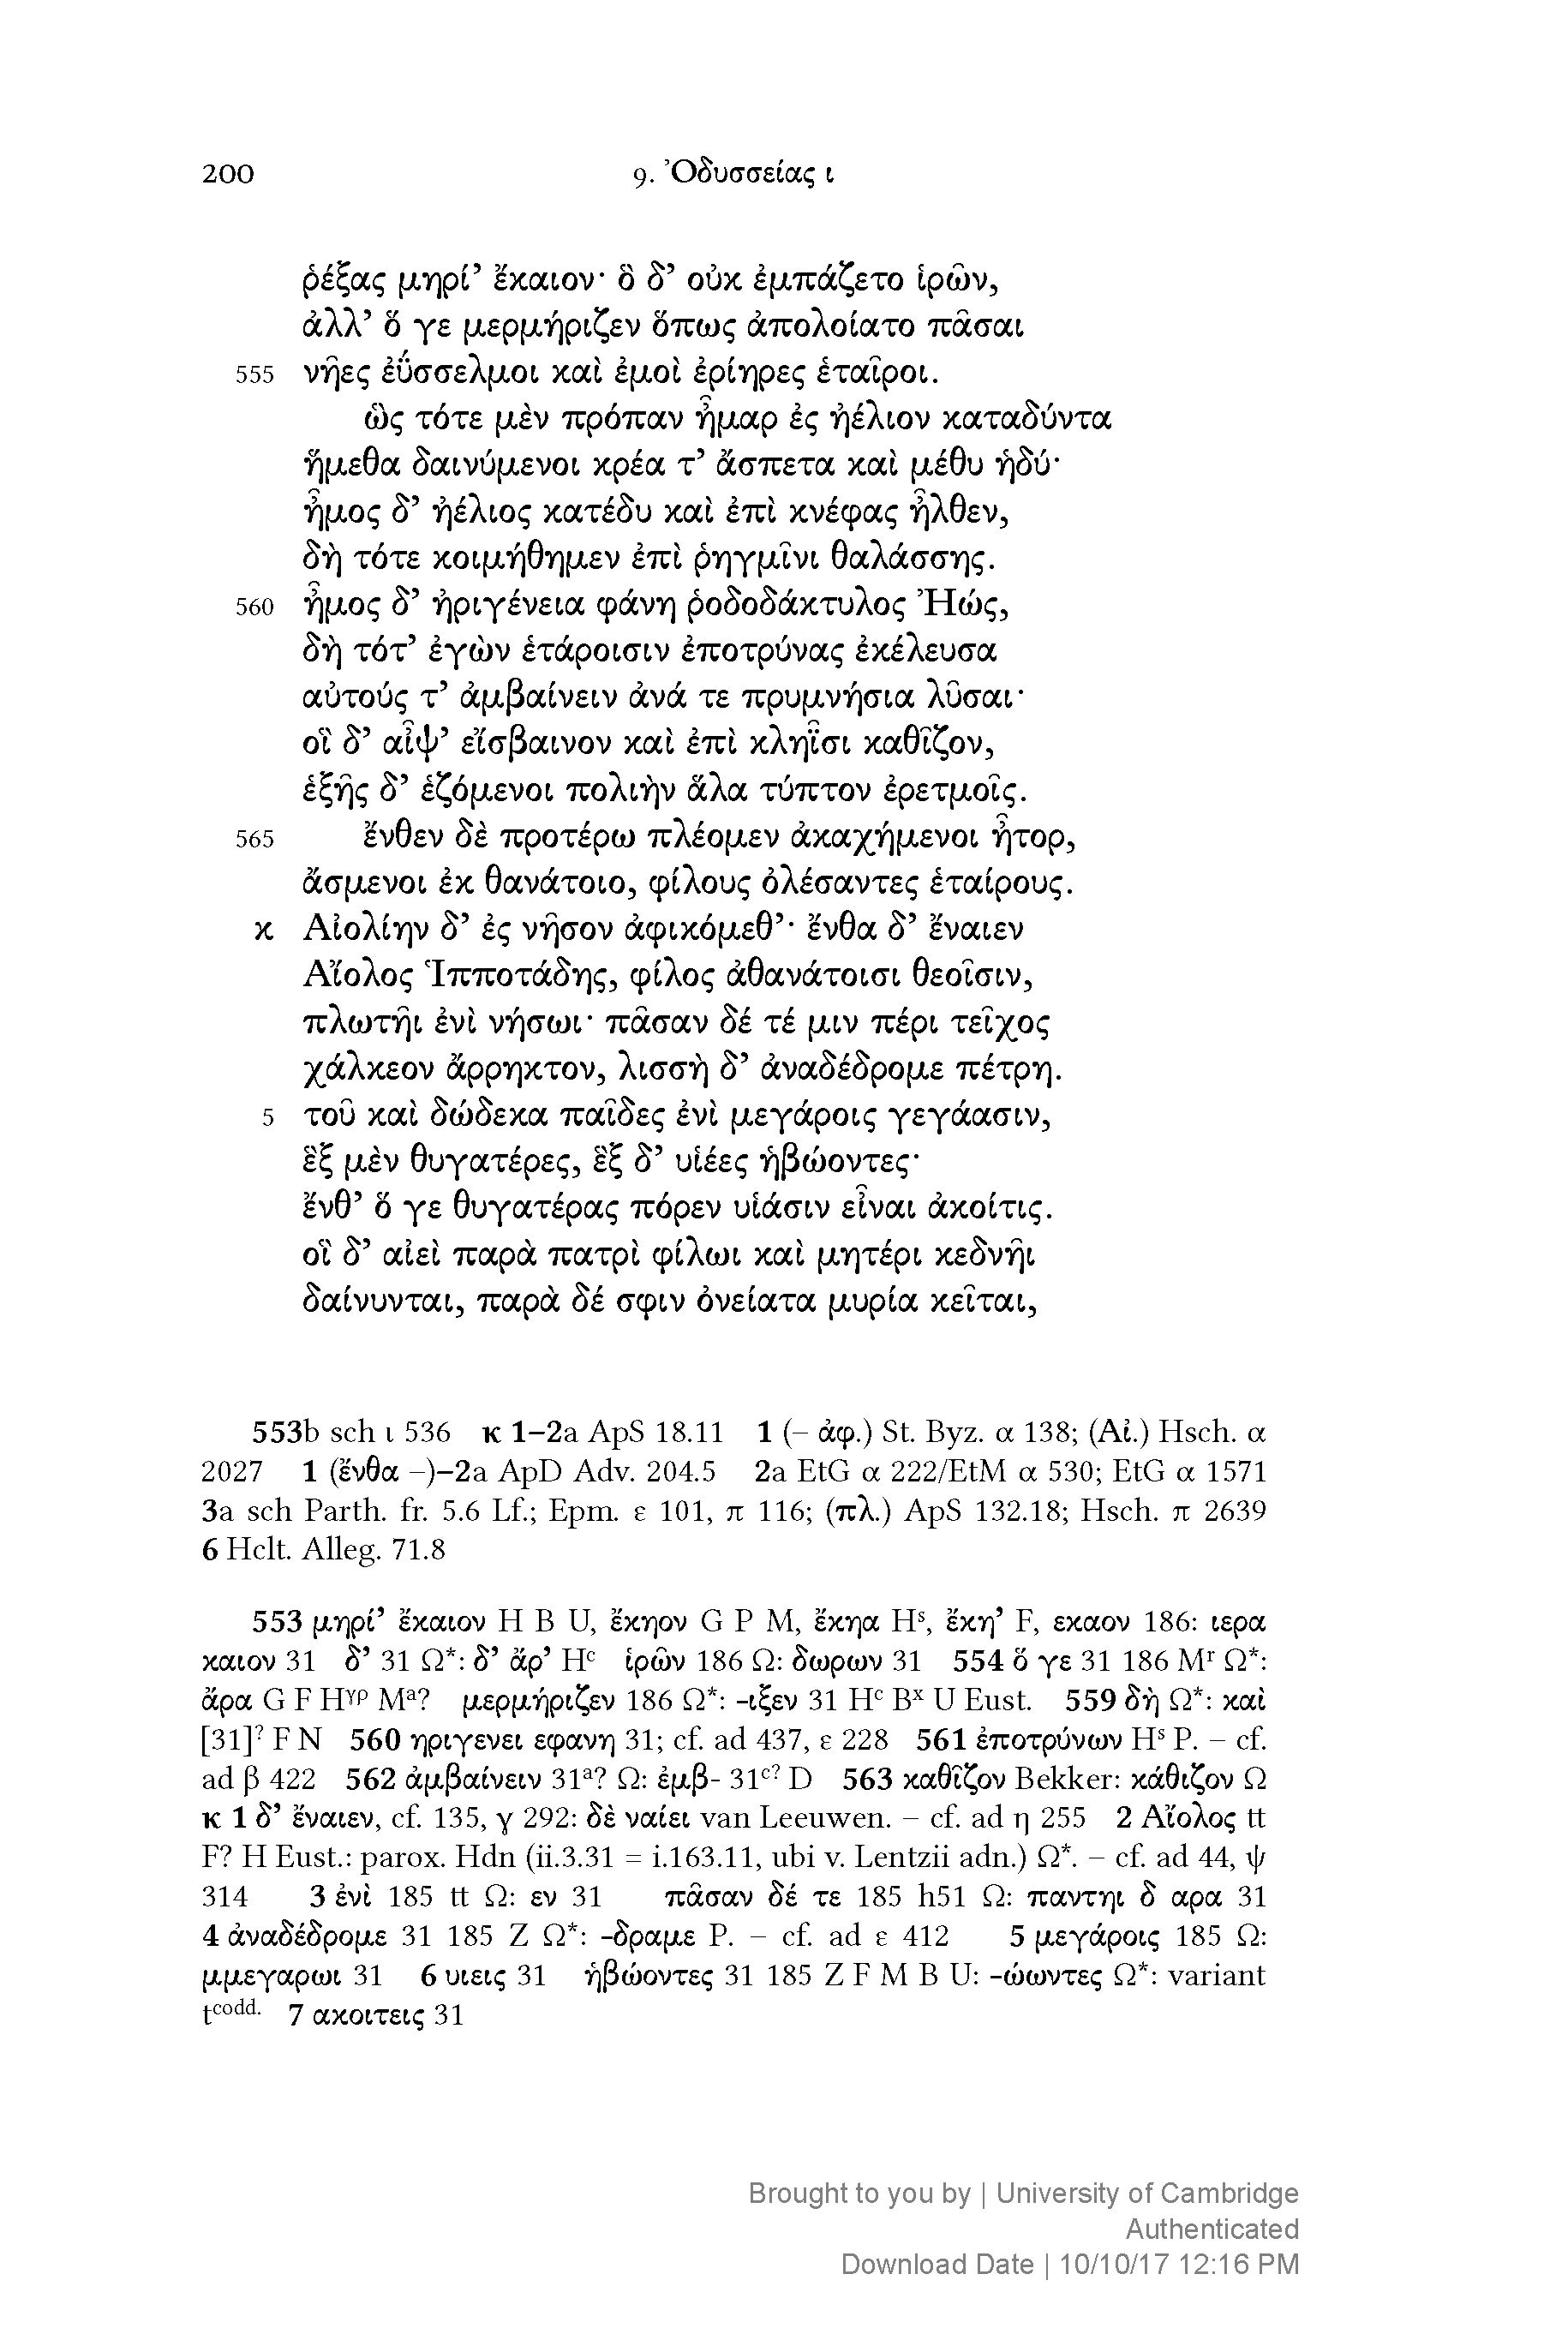 200 9. Ὀδυσσείας ι
ῥέξας μηρί’ ἔκαιον· ὃ δ’ οὐκ ἐμπάζετο ἱρῶν,
ἀλλ’ ὅ γε μερμήριζεν ὅπως ἀπολοίατο πᾶσαι
555 νῆες ἐΰσσελμοι καὶ ἐμοὶ ἐρίηρες ἑταῖροι.
ὣς τότε μὲν πρόπαν ἦμαρ ἐς ἠέλιον καταδύντα
ἥμεθα δαινύμενοι κρέα τ’ ἄσπετα καὶ μέθυ ἡδύ·
ἦμος δ’ ἠέλιος κατέδυ καὶ ἐπὶ κνέφας ἦλθεν,
δὴ τότε κοιμήθημεν ἐπὶ ῥηγμῖνι θαλάσσης.
560 ἦμος δ’ ἠριγένεια φάνη ῥοδοδάκτυλος Ἠώς,
δὴ τότ’ ἐγὼν ἑτάροισιν ἐποτρύνας ἐκέλευσα
αὐτούς τ’ ἀμβαίνειν ἀνά τε πρυμνήσια λῦσαι·
οἳ δ’ αἶψ’ εἴσβαινον καὶ ἐπὶ κληῗσι καθῖζον,
ἑξῆς δ’ ἑζόμενοι πολιὴν ἅλα τύπτον ἐρετμοῖς.
565 ἔνθεν δὲ προτέρω πλέομεν ἀκαχήμενοι ἦτορ,
ἄσμενοι ἐκ θανάτοιο, φίλους ὀλέσαντες ἑταίρους.
κ Αἰολίην δ’ ἐς νῆσον ἀφικόμεθ’· ἔνθα δ’ ἔναιεν
Αἴολος Ἱπποτάδης, φίλος ἀθανάτοισι θεοῖσιν,
πλωτῆι ἐνὶ νήσωι· πᾶσαν δέ τέ μιν πέρι τεῖχος
χάλκεον ἄρρηκτον, λισσὴ δ’ ἀναδέδρομε πέτρη.
5 τοῦ καὶ δώδεκα παῖδες ἐνὶ μεγάροις γεγάασιν,
ἓξ μὲν θυγατέρες, ἓξ δ’ υἱέες ἡβώοντες·
ἔνθ’ ὅ γε θυγατέρας πόρεν υἱάσιν εἶναι ἀκοίτις.
οἳ δ’ αἰεὶ παρὰ πατρὶ φίλωι καὶ μητέρι κεδνῆι
δαίνυνται, παρὰ δέ σφιν ὀνείατα μυρία κεῖται,
553b sch ι 536 κ 1–2a ApS 18.11 1 (– ἀφ.) St. Byz. α 138; (Αἰ.) Hsch. α
2027 1 (ἔνθα –)–2a ApD Adv. 204.5 2a EtG α 222/EtM α 530; EtG α 1571
3a sch Parth. fr. 5.6 Lf.; Epm. ε 101, π 116; (πλ.) ApS 132.18; Hsch. π 2639
6 Hclt. Alleg. 71.8
553 μηρί’ ἔκαιον H B U, ἔκηον G P M, ἔκηα Hˢ, ἔκη’ F, εκαον 186: ιερα
καιον 31 δ’ 31 Ω*: δ’ ἄρ’ Hᶜ ἱρῶν 186 Ω: δωρων 31 554 ὅ γε 31 186 Mʳ Ω*:
ἄρα G F Hᵞᵖ Mᵃ? μερμήριζεν 186 Ω*: -ιξεν 31 Hᶜ Bˣ U Eust. 559 δὴ Ω*: καὶ
[31]? F N 560 ηριγενει εφανη 31; cf. ad 437, ε 228 561 ἐποτρύνων Hˢ P. – cf.
ad β 422 562 ἀμβαίνειν 31ᵃ? Ω: ἐμβ- 31ᶜ? D 563 καθῖζον Bekker: κάθιζον Ω
κ 1 δ’ ἔναιεν, cf. 135, γ 292: δὲ ναίει van Leeuwen. – cf. ad η 255 2 Αἴολος tt
F? H Eust.: parox. Hdn (ii.3.31 = i.163.11, ubi v. Lentzii adn.) Ω*. – cf. ad 44, ψ
314 3 ἐνὶ 185 tt Ω: εν 31 πᾶσαν δέ τε 185 h51 Ω: παντηι δ αρα 31
4 ἀναδέδρομε 31 185 Z Ω*: -δραμε P. – cf. ad ε 412 5 μεγάροις 185 Ω:
μμεγαρωι 31 6 υιεις 31 ἡβώοντες 31 185 Z F M B U: -ώωντες Ω*: variant
tᶜᵒᵈᵈ· 7 ακοιτεις 31
Brought to you by | University of Cambridge
Authenticated
Download Date | 10/10/17 12:16 PM